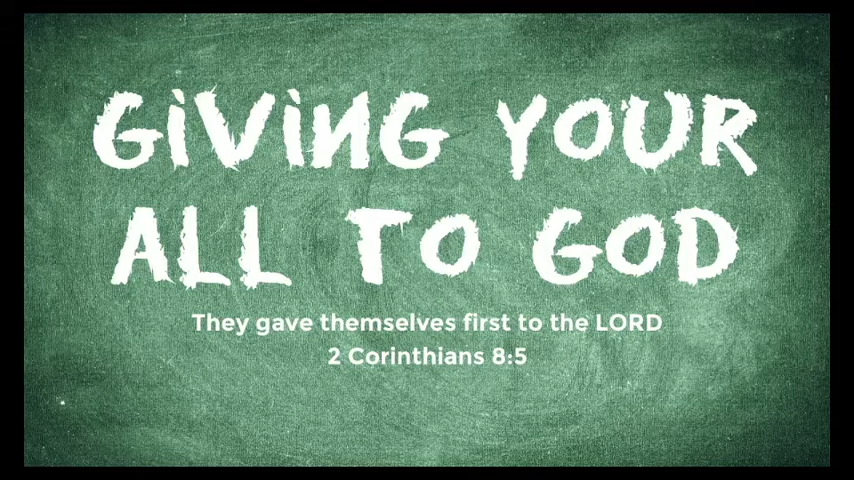 GiViNG YOUR
ALL TO GOD
They gave themselves first to the LORD
2 Corinthians 8:5